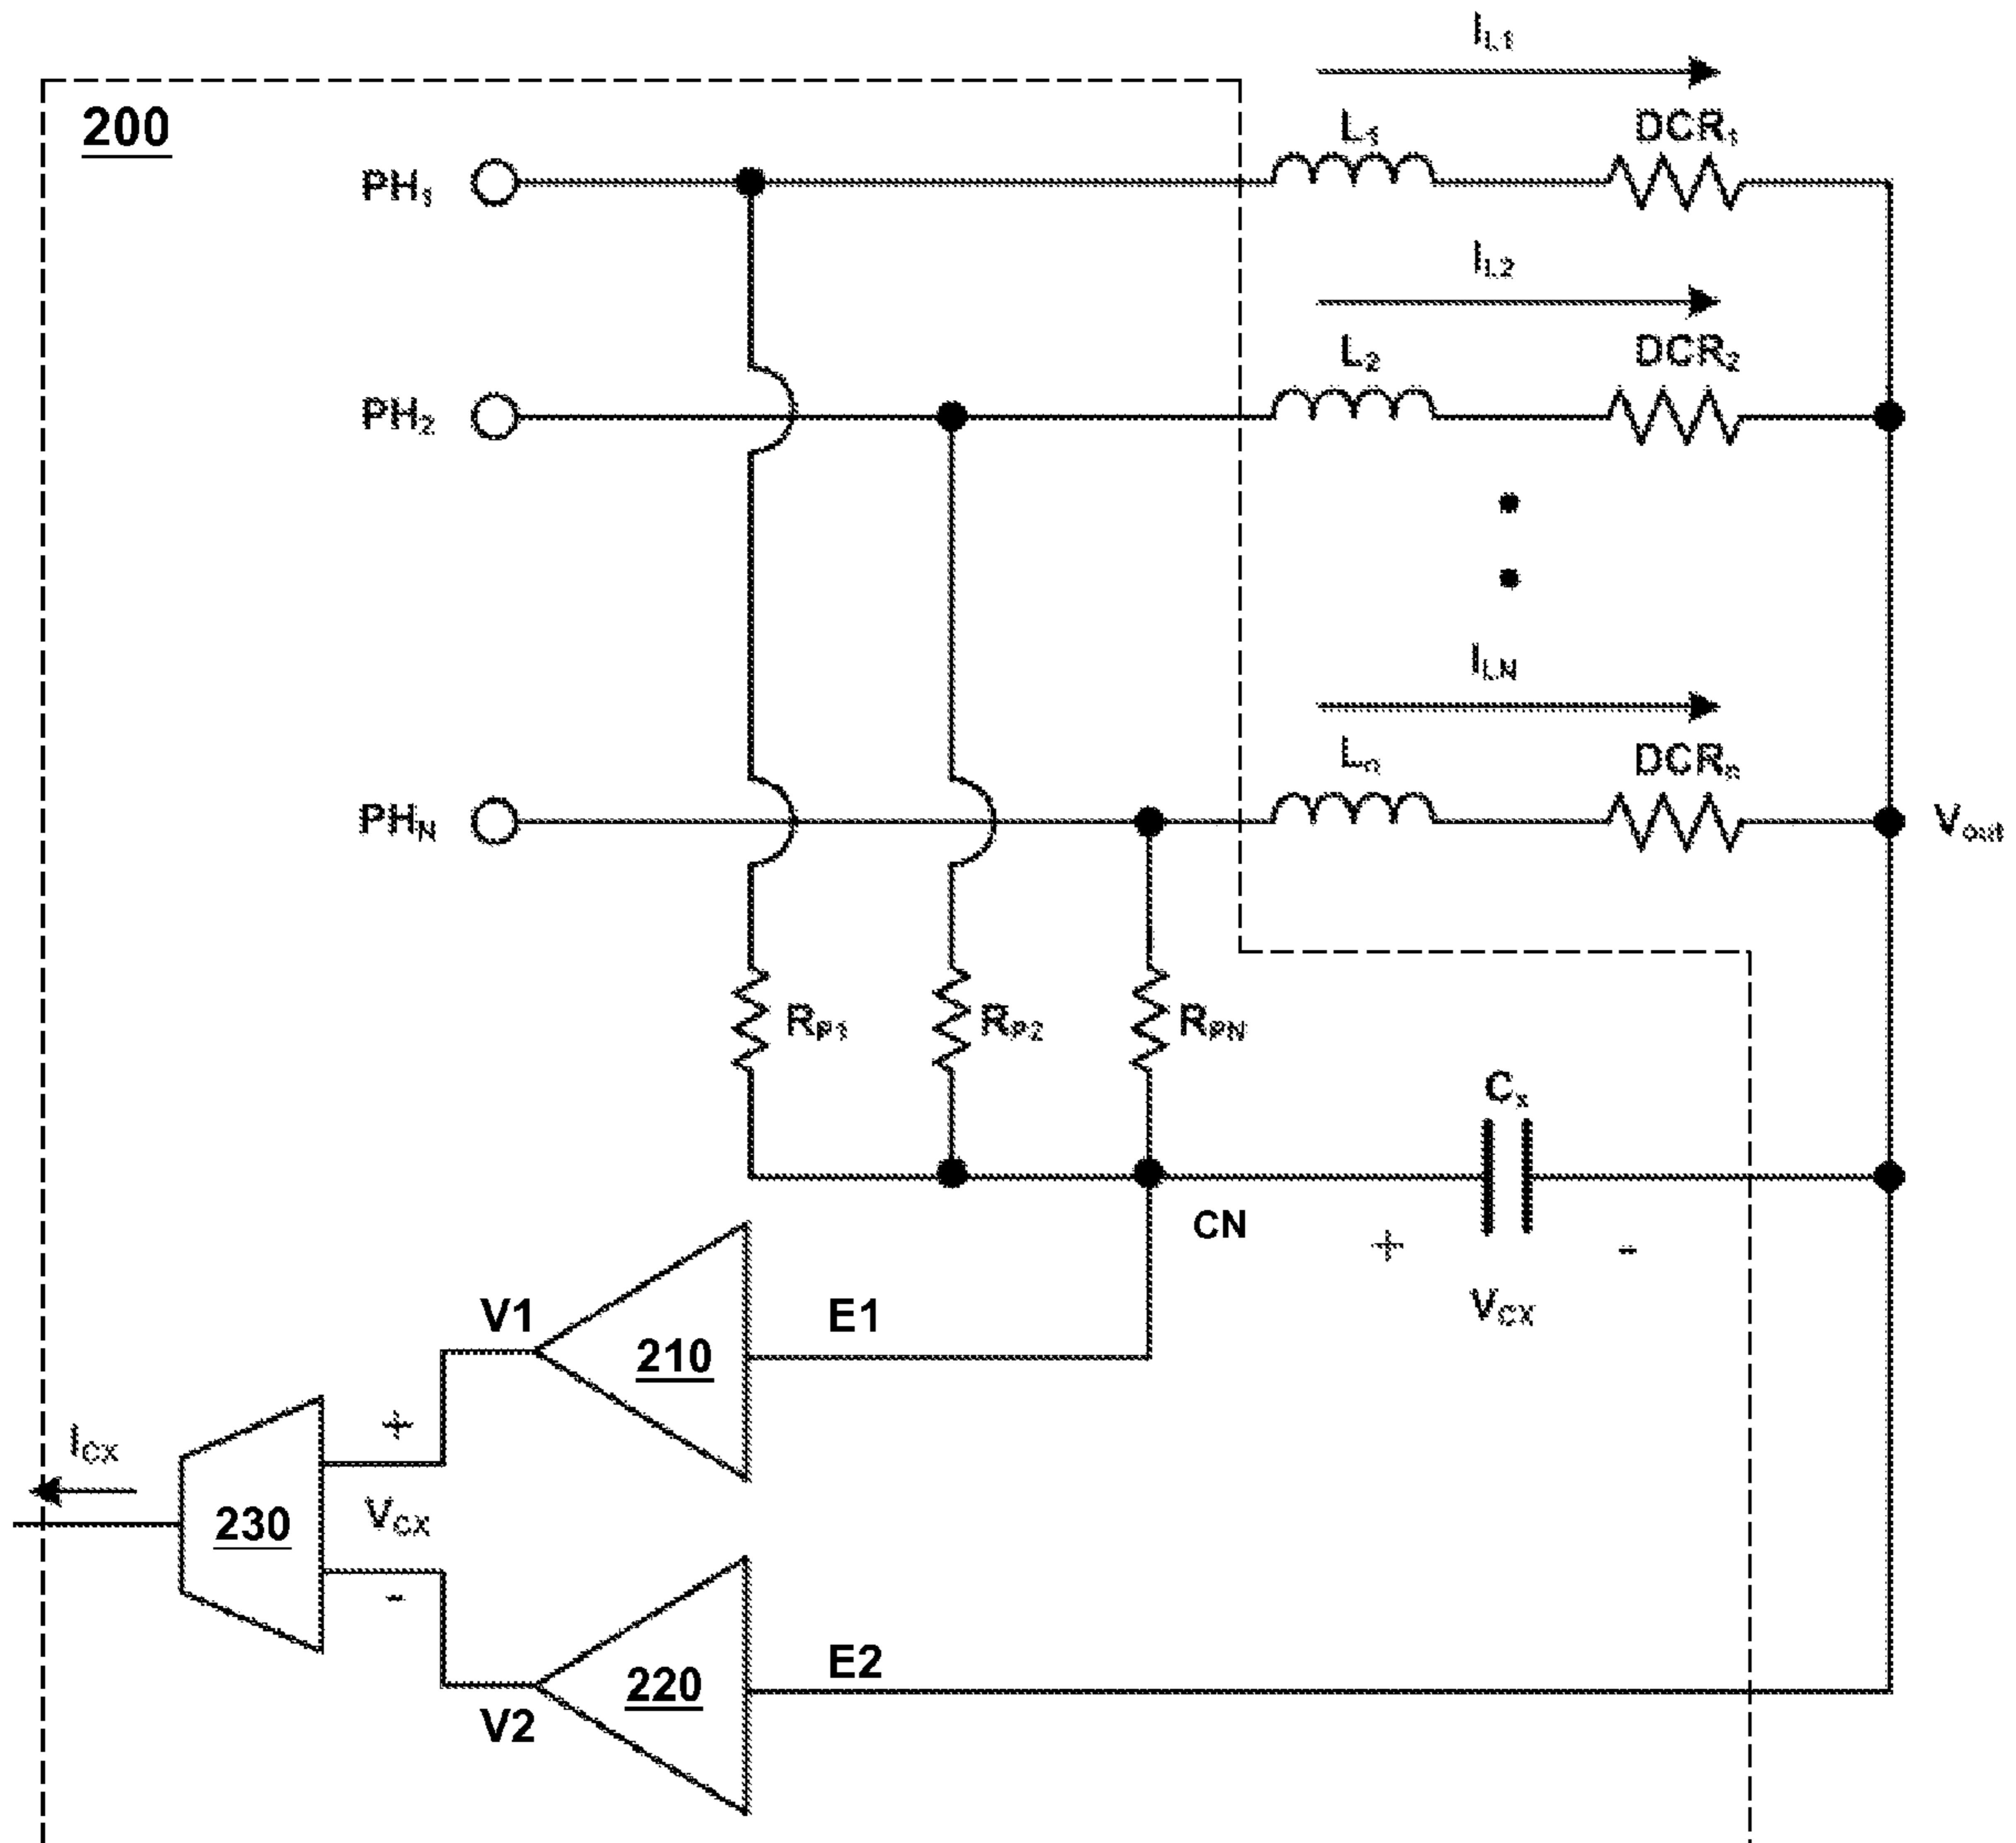 I_L1
200
L_1 DCR_1
PH_1
I_L2
L_2 DCR_2
PH_2
I_LN
L_n DCR_n
PH_N
V_out
R_P1 R_P2 R_PN
C_x
CN
+ -
V_CX
V1 E1
210
+
I_CX
V_CX
230
-
E2
220
V2